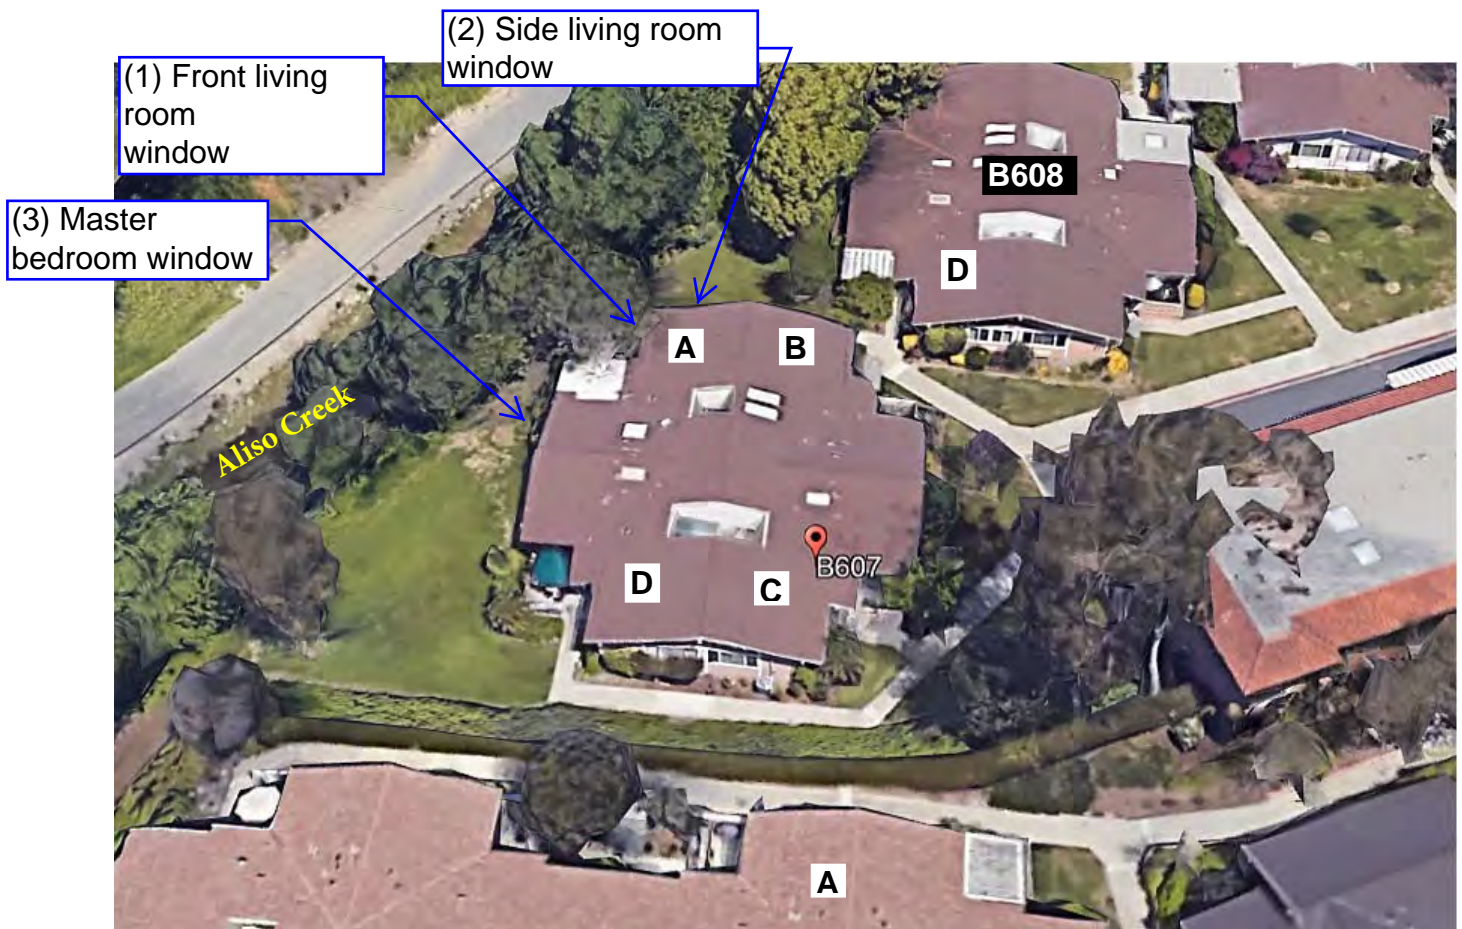 (2) Side living room
window
(1) Front living
room
window
B608
(3) Master
bedroom window
D
A
B
Aliso Creek
B607
D
C
A